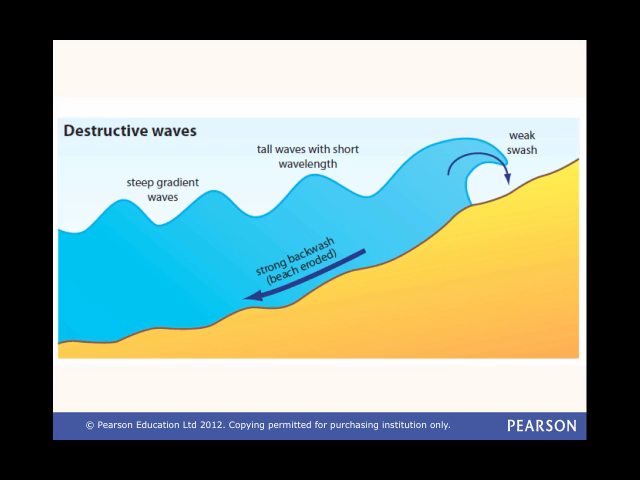 Destructive waves
weak
swash
tall waves with short
wavelength
steep gradient
waves
strong backwash
(beach eroded)
© Pearson Education Ltd 2012. Copying permitted for purchasing institution only.
PEARSON